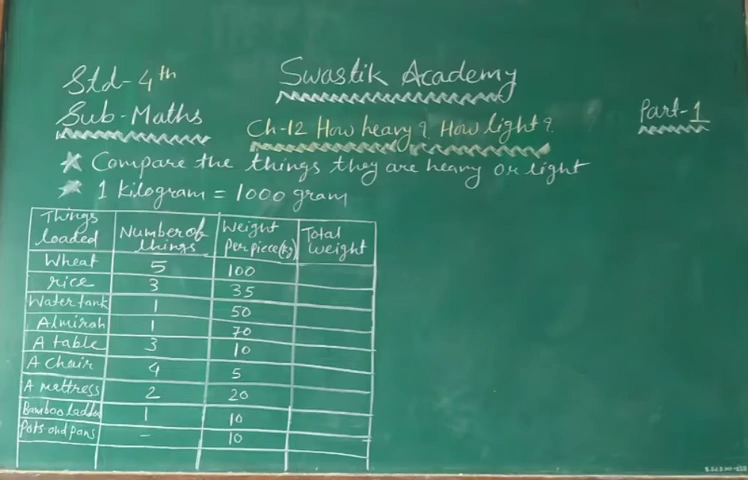 Std-4th
Swastik Academy
Sub-Maths
Ch-12 How heavy? How light?
Part-1
* Compare the things they are heavy or light
* 1 kilogram = 1000 gram
Things loaded Number of things Weight Per piece(kg) Total weight
Wheat 5 100
rice 3 35
Water tank 1 50
Almirah 1 70
A table 3 10
A chair 4 5
A mattress 2 20
Bamboo ladder 1 10
Pots and pans - 10